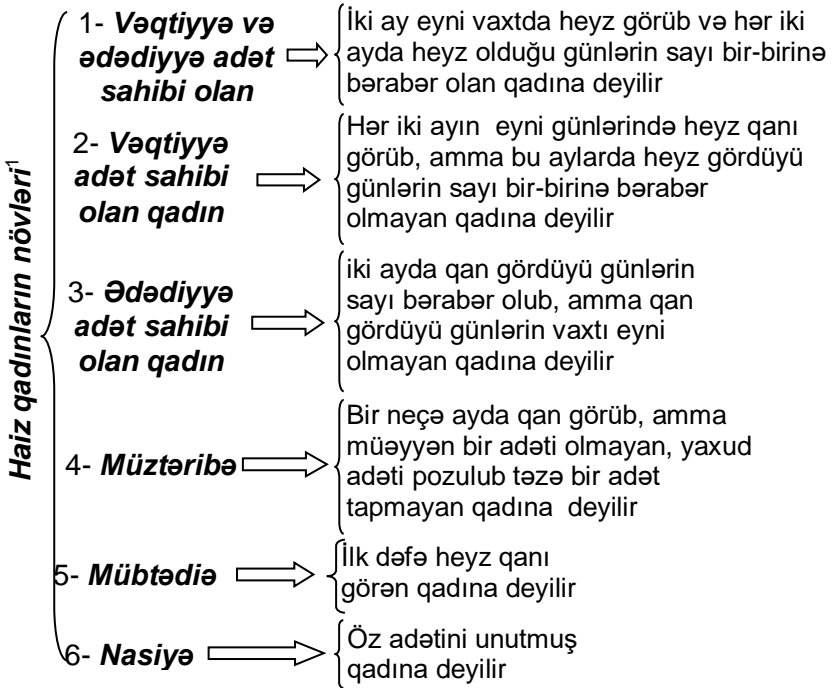 Haiz qadınların növləri¹
1- Vəqtiyyə və
ədədiyyə adət
sahibi olan
İki ay eyni vaxtda heyz görüb və hər iki
ayda heyz olduğu günlərin sayı bir-birinə
bərabər olan qadına deyilir
2- Vəqtiyyə
adət sahibi
olan qadın
Hər iki ayın eyni günlərində heyz qanı
görüb, amma bu aylarda heyz gördüyü
günlərin sayı bir-birinə bərabər
olmayan qadına deyilir
3- Ədədiyyə
adət sahibi
olan qadın
iki ayda qan gördüyü günlərin
sayı bərabər olub, amma qan
gördüyü günlərin vaxtı eyni
olmayan qadına deyilir
4- Müztəribə
Bir neçə ayda qan görüb, amma
müəyyən bir adəti olmayan, yaxud
adəti pozulub təzə bir adət
tapmayan qadına deyilir
5- Mübtədiə
İlk dəfə heyz qanı
görən qadına deyilir
6- Nasiyə
Öz adətini unutmuş
qadına deyilir